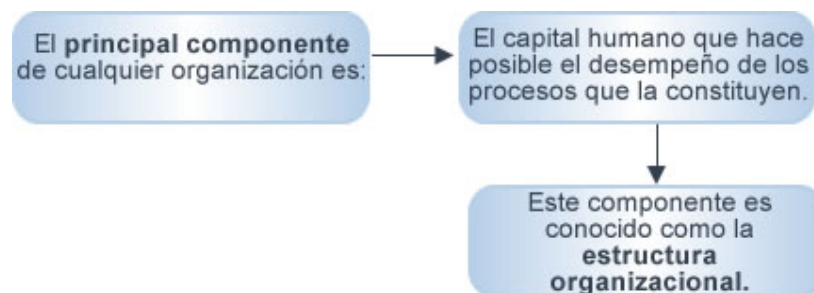 El principal componente
de cualquier organización es:
El capital humano que hace
posible el desempeño de los
procesos que la constituyen.
Este componente es
conocido como la
estructura
organizacional.